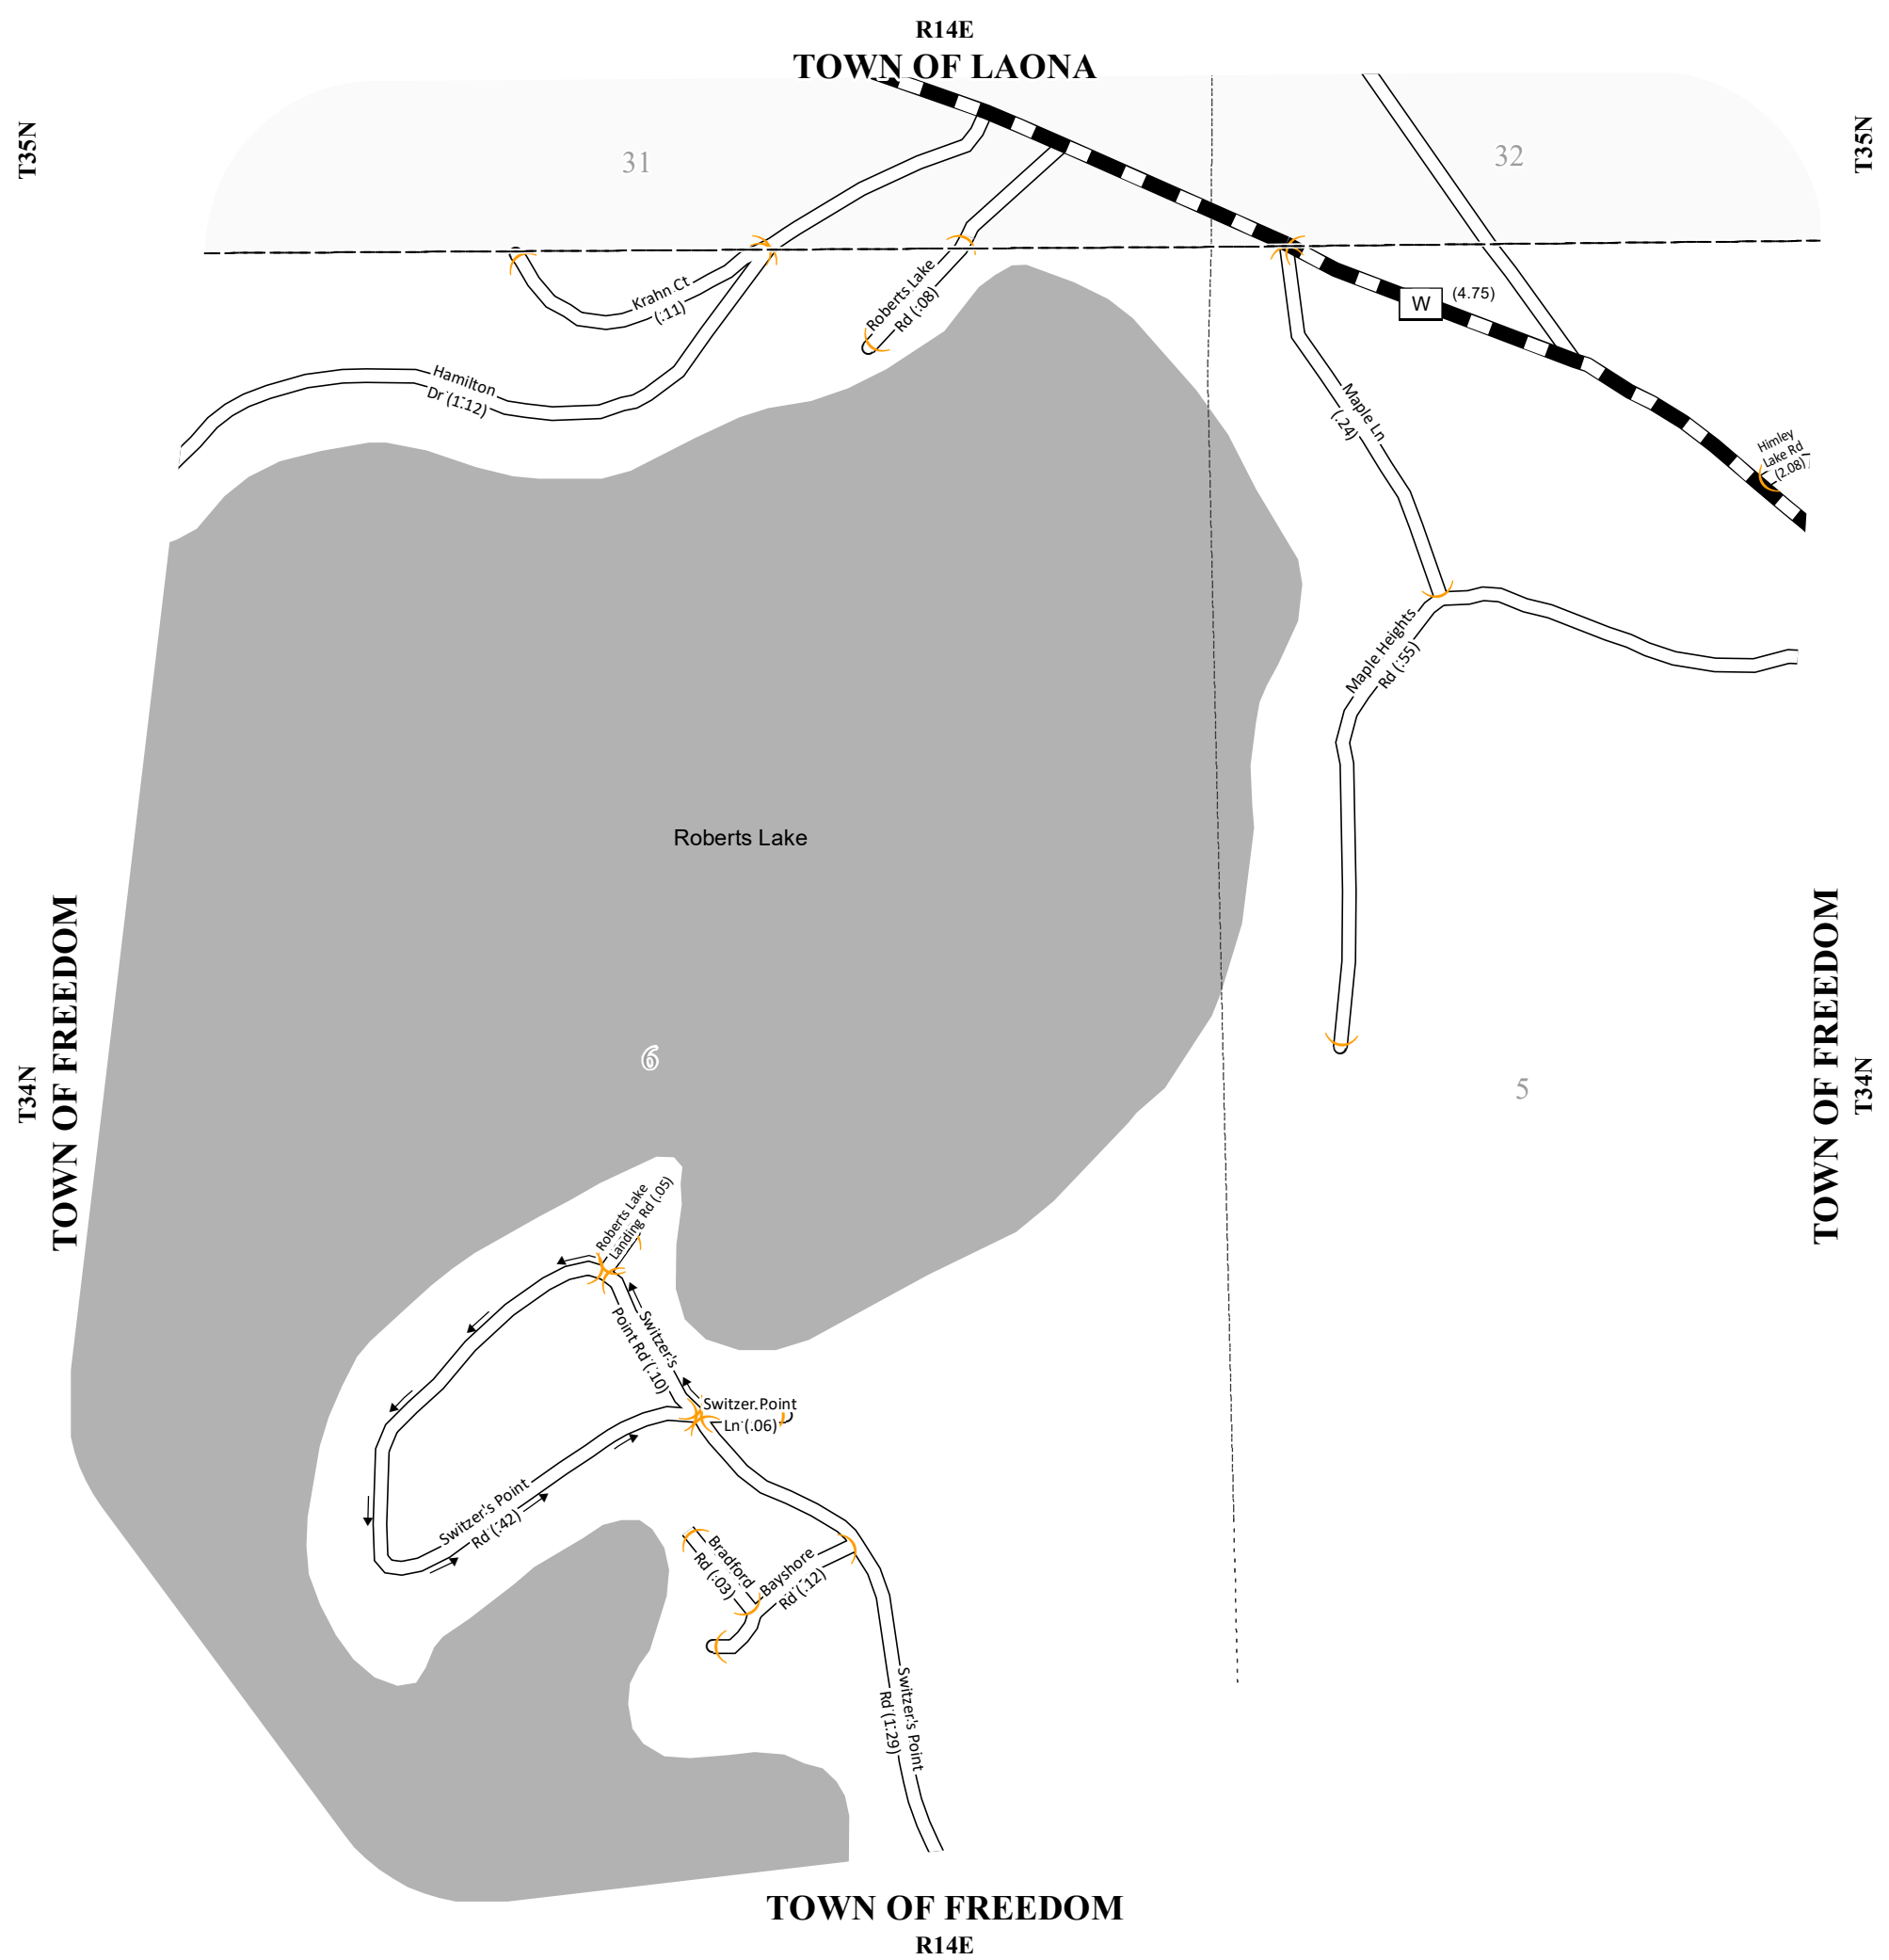 R14E
TOWN OF LAONA
T35N
T35N
31
32
Krahn Ct
(.11)
Roberts Lake
Rd (.08)
W
(4.75)
Hamilton
Dr (1.12)
Maple Ln
(.24)
Himley
Lake Rd
(2.08)
Maple Heights
Rd (.55)
Roberts Lake
TOWN OF FREEDOM
T34N
TOWN OF FREEDOM
T34N
6
5
Roberts Lake
Landing Rd (.05)
Switzer's
Point Rd (.10)
Switzer Point
Ln (.06)
Switzer's Point
Rd (.42)
Bradford
Rd (.03)
Bayshore
Rd (.12)
Switzer's Point
Rd (1.29)
TOWN OF FREEDOM
R14E